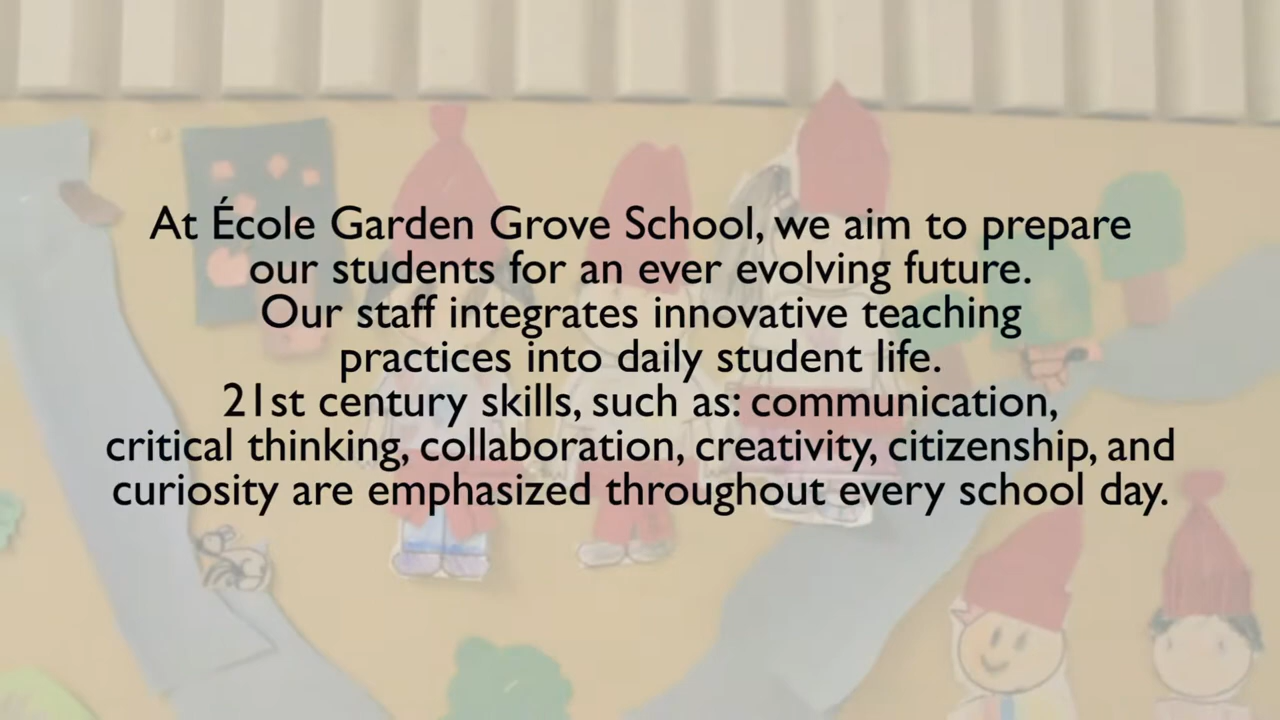 At École Garden Grove School, we aim to prepare
our students for an ever evolving future.
Our staff integrates innovative teaching
practices into daily student life.
21st century skills, such as: communication,
critical thinking, collaboration, creativity, citizenship, and
curiosity are emphasized throughout every school day.